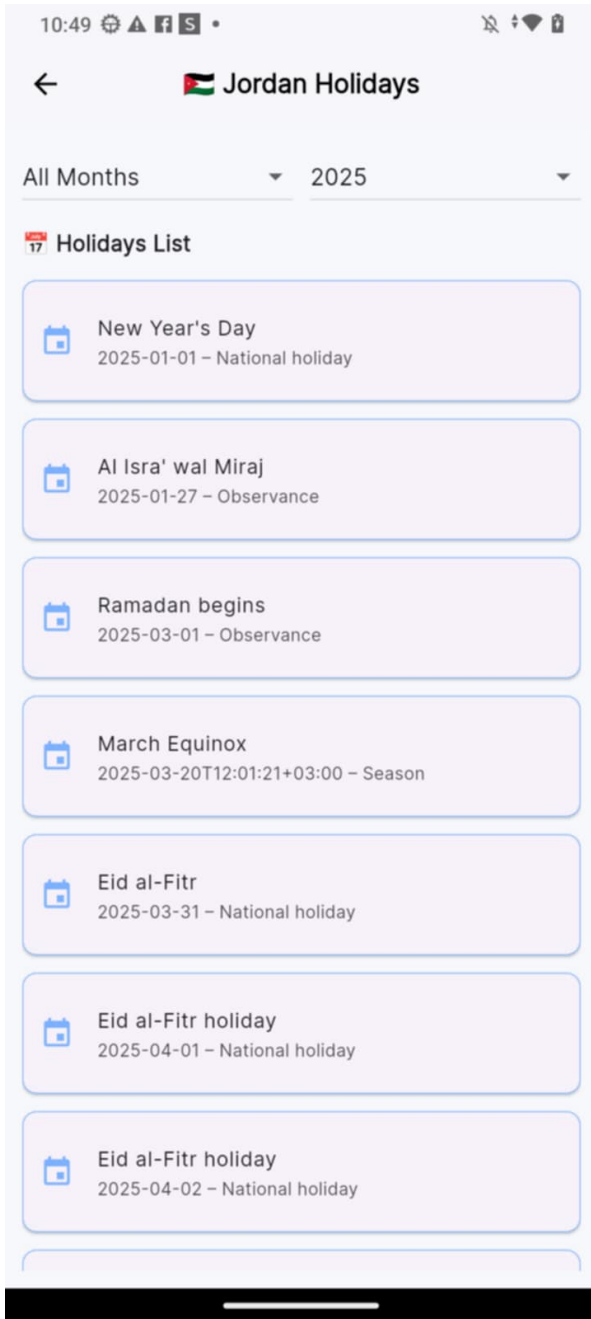 10:49
🇯🇴 Jordan Holidays
All Months 2025
📅 Holidays List
New Year's Day
2025-01-01 – National holiday
Al Isra' wal Miraj
2025-01-27 – Observance
Ramadan begins
2025-03-01 – Observance
March Equinox
2025-03-20T12:01:21+03:00 – Season
Eid al-Fitr
2025-03-31 – National holiday
Eid al-Fitr holiday
2025-04-01 – National holiday
Eid al-Fitr holiday
2025-04-02 – National holiday